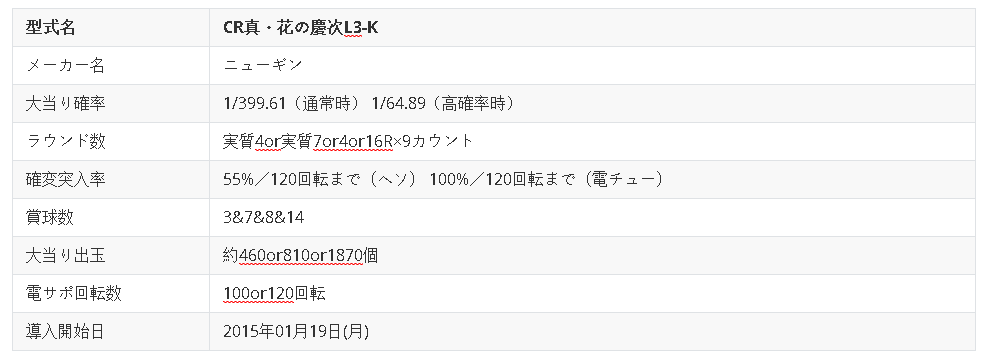 型式名 CR真・花の慶次L3-K
メーカー名 ニューギン
大当り確率 1/399.61（通常時） 1/64.89（高確率時）
ラウンド数 実質4or実質7or4or16R×9カウント
確変突入率 55%／120回転まで（ヘソ） 100%／120回転まで（電チュー）
賞球数 3&7&8&14
大当り出玉 約460or810or1870個
電サポ回転数 100or120回転
導入開始日 2015年01月19日(月)